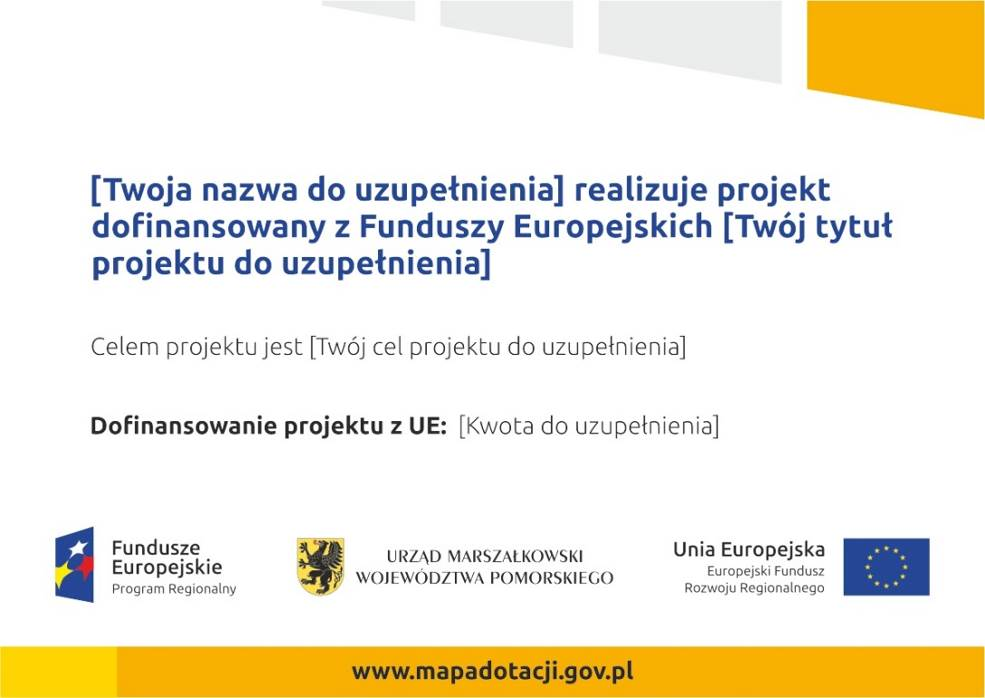 [Twoja nazwa do uzupełnienia] realizuje projekt
dofinansowany z Funduszy Europejskich [Twój tytuł
projektu do uzupełnienia]
Celem projektu jest [Twój cel projektu do uzupełnienia]
Dofinansowanie projektu z UE: [Kwota do uzupełnienia]
Fundusze
Europejskie
Program Regionalny
URZĄD MARSZAŁKOWSKI
WOJEWÓDZTWA POMORSKIEGO
Unia Europejska
Europejski Fundusz
Rozwoju Regionalnego
www.mapadotacji.gov.pl